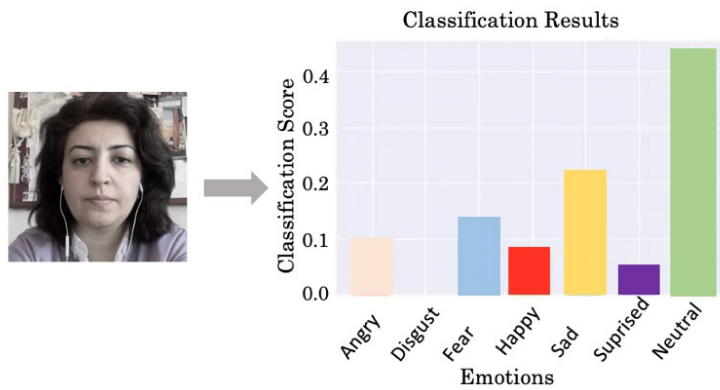 Classification Results
Classification Score
0.4
0.3
0.2
0.1
0.0
Angry
Disgust
Fear
Happy
Sad
Suprised
Neutral
Emotions